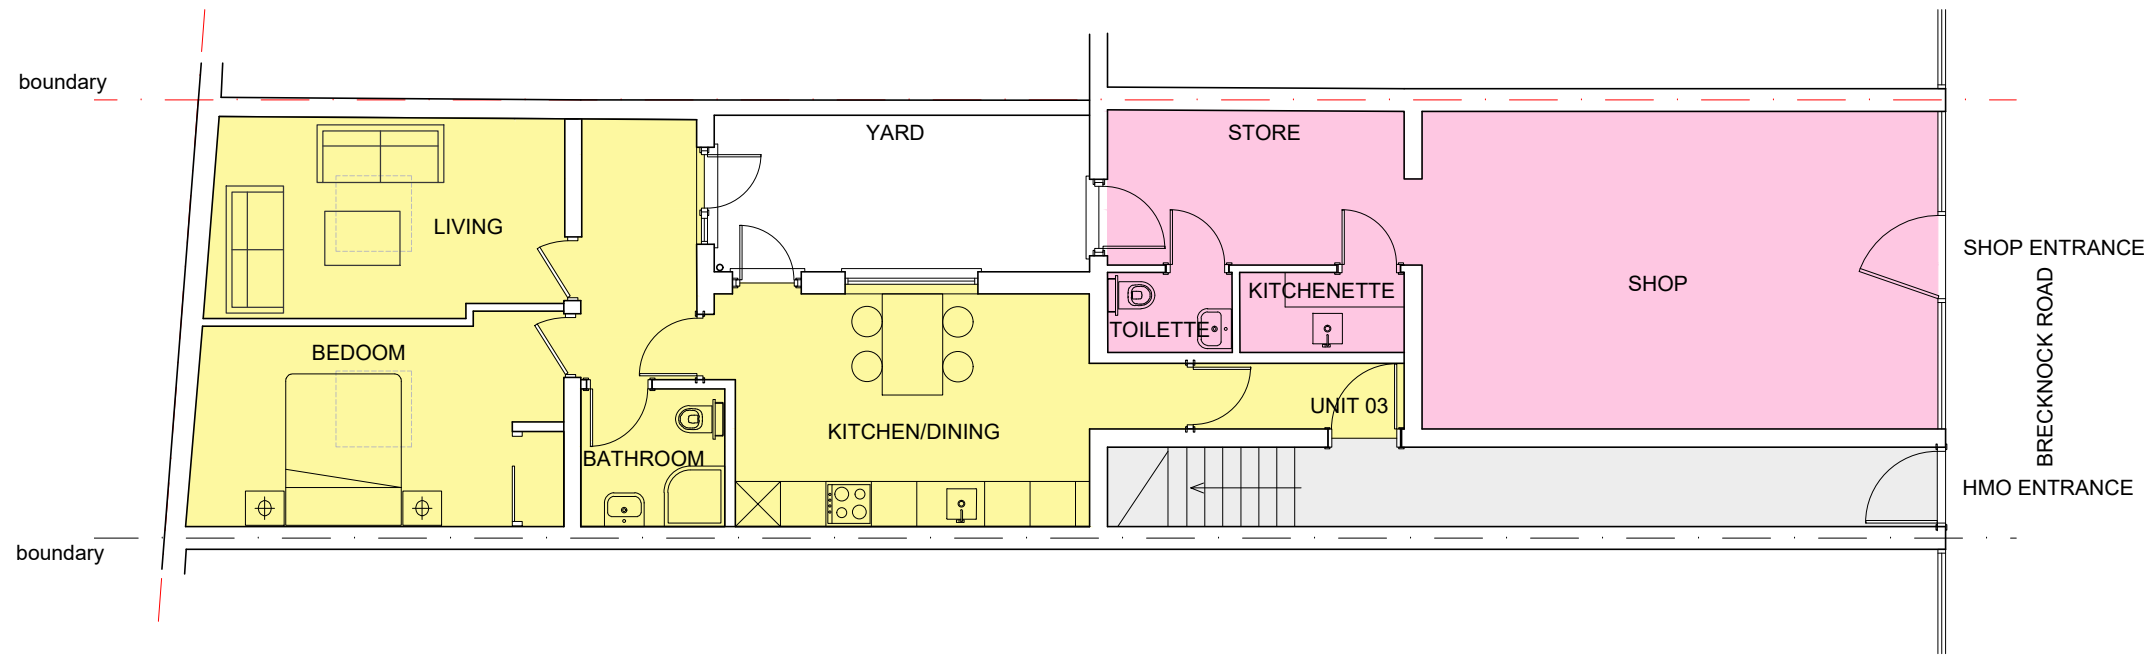 boundary
YARD
STORE
LIVING
SHOP ENTRANCE
SHOP
KITCHENETTE
TOILETTE
BEDOOM
BRECKNOCK ROAD
UNIT 03
KITCHEN/DINING
BATHROOM
HMO ENTRANCE
boundary